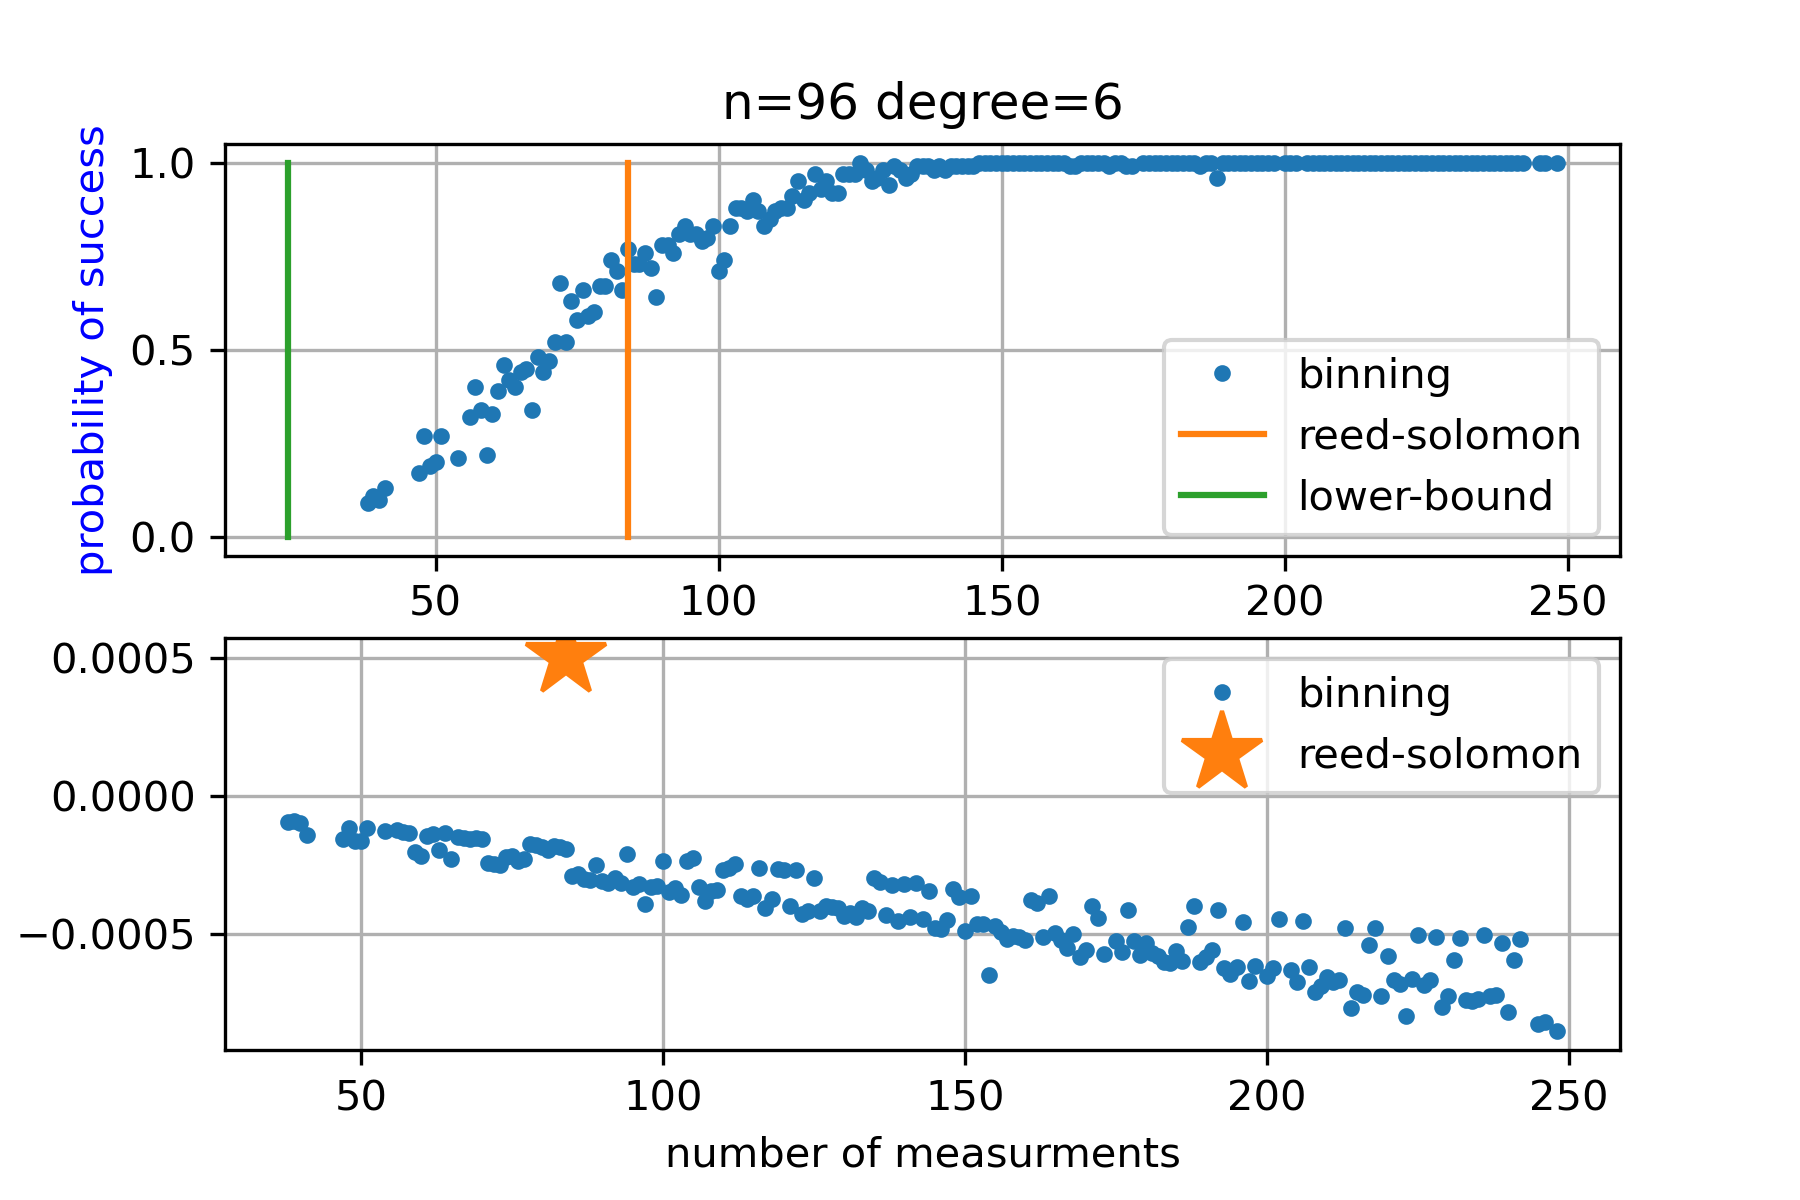 n=96 degree=6
probability of success
1.0
0.5
0.0
binning
reed-solomon
lower-bound
50 100 150 200 250
0.0005
0.0000
−0.0005
binning
reed-solomon
50 100 150 200 250
number of measurments